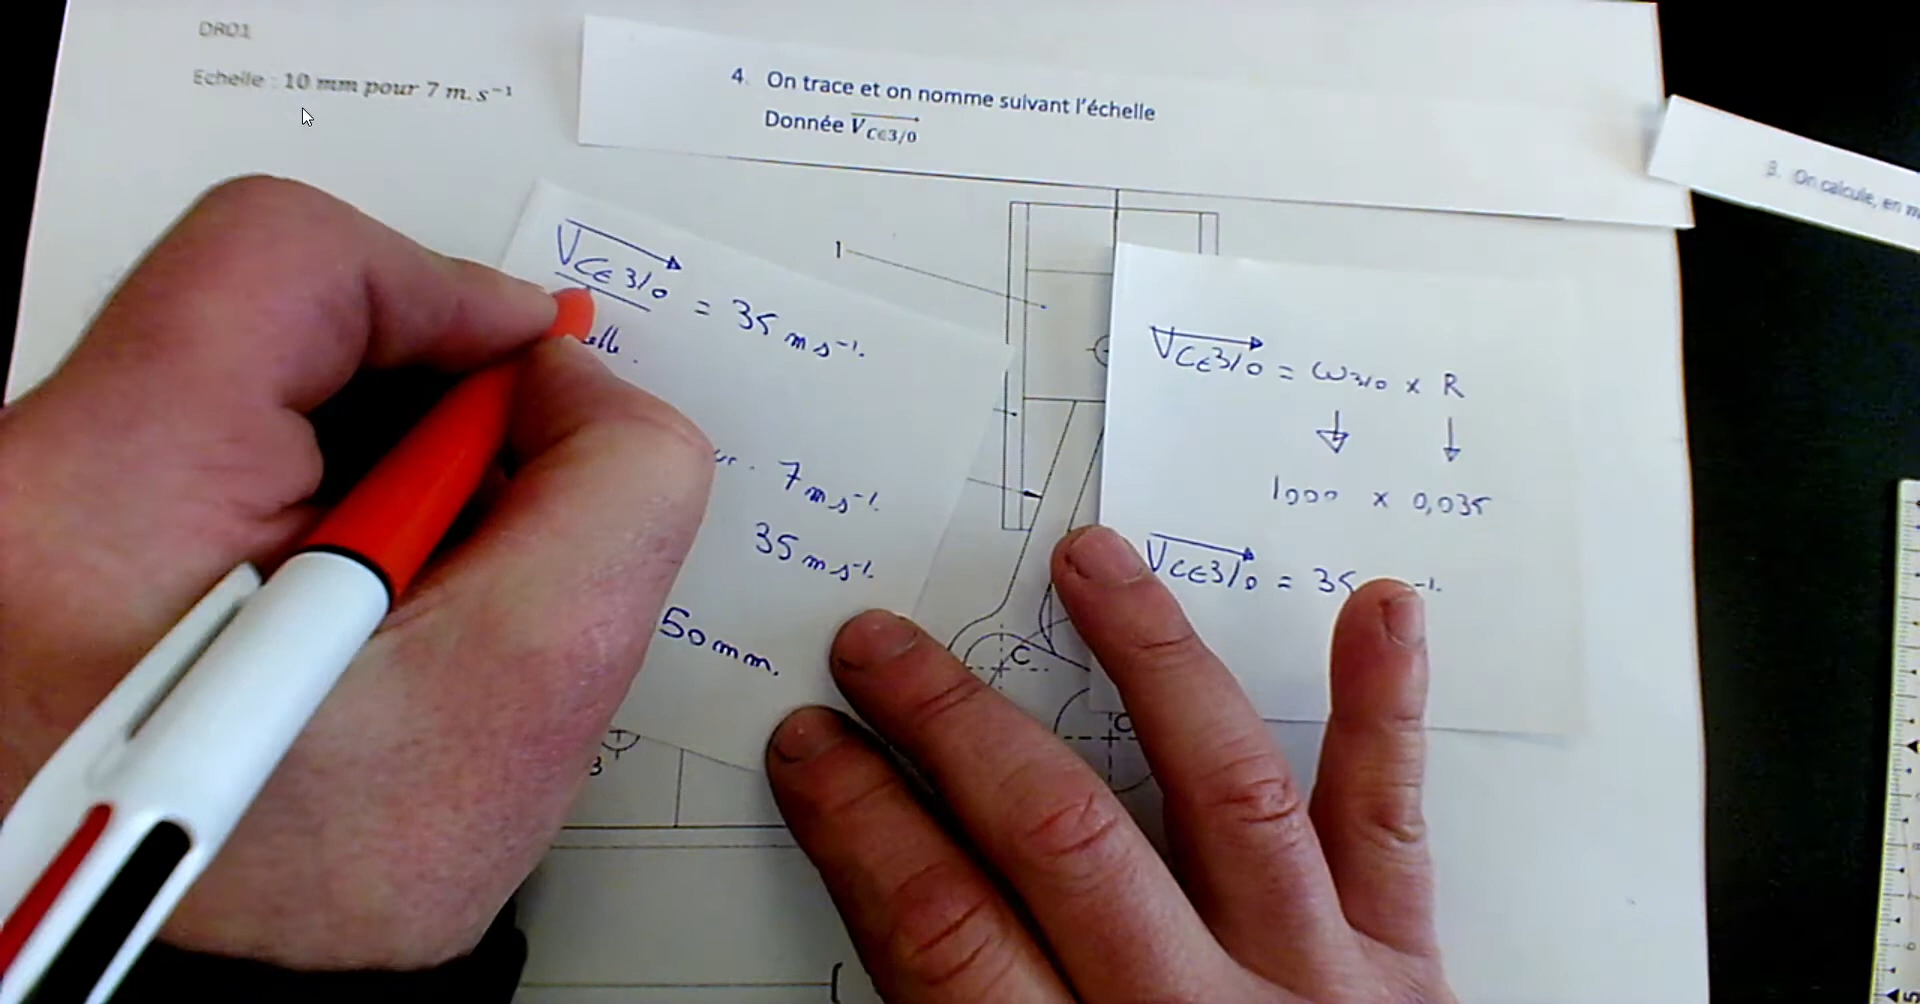 DR01
Echelle : 10 mm pour 7 m.s⁻¹
4. On trace et on nomme suivant l'échelle
Donnée V C∈3/0
3. On calcule, en
V C∈3/0 = 35 m s⁻¹.
7 m s⁻¹.
35 m s⁻¹.
50 mm.
1
V C∈3/0 = ω3/0 x R
1000 x 0,035
V C∈3/0 = 35 ⁻¹.
C